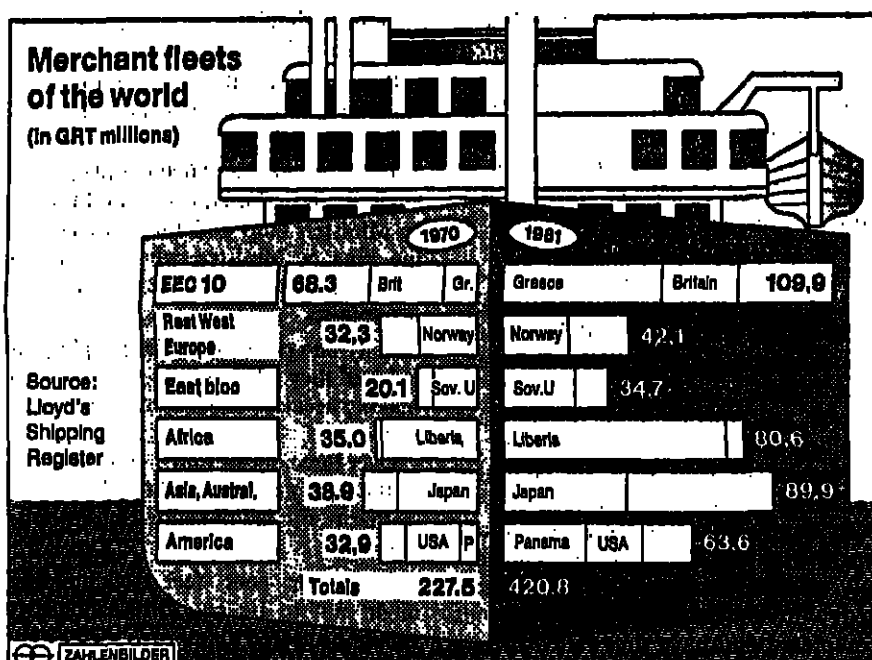 Merchant fleets
of the world
(in GRT millions)
1970 1981
EEC 10 68.3 Brit Gr. Greece Britain 109,9
Rest West
Europe 32,3 Norway Norway 42,1
East bloc 20.1 Sov. U Sov.U 34,7
Africa 35.0 Liberia Liberia 80,6
Asia, Austral. 38.9 Japan Japan 89,9
America 32,9 USA P Panama USA 63.6
Totals 227.5 420.8
Source:
Lloyd's
Shipping
Register
ZAHLENBILDER